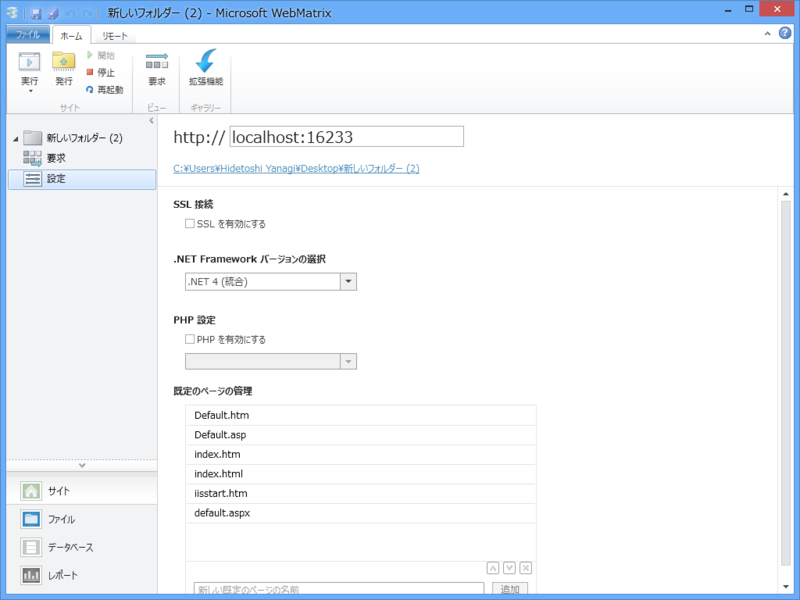 新しいフォルダー (2) - Microsoft WebMatrix
ファイル ホーム リモート
実行 発行 開始 停止 再起動 要求 拡張機能
サイト ビュー ギャラリー
新しいフォルダー (2)
要求
設定
http:// localhost:16233
C:¥Users¥Hidetoshi Yanagi¥Desktop¥新しいフォルダー (2)
SSL 接続
SSL を有効にする
.NET Framework バージョンの選択
.NET 4 (統合)
PHP 設定
PHP を有効にする
既定のページの管理
Default.htm
Default.asp
index.htm
index.html
iisstart.htm
default.aspx
新しい既定のページの名前 追加
サイト
ファイル
データベース
レポート